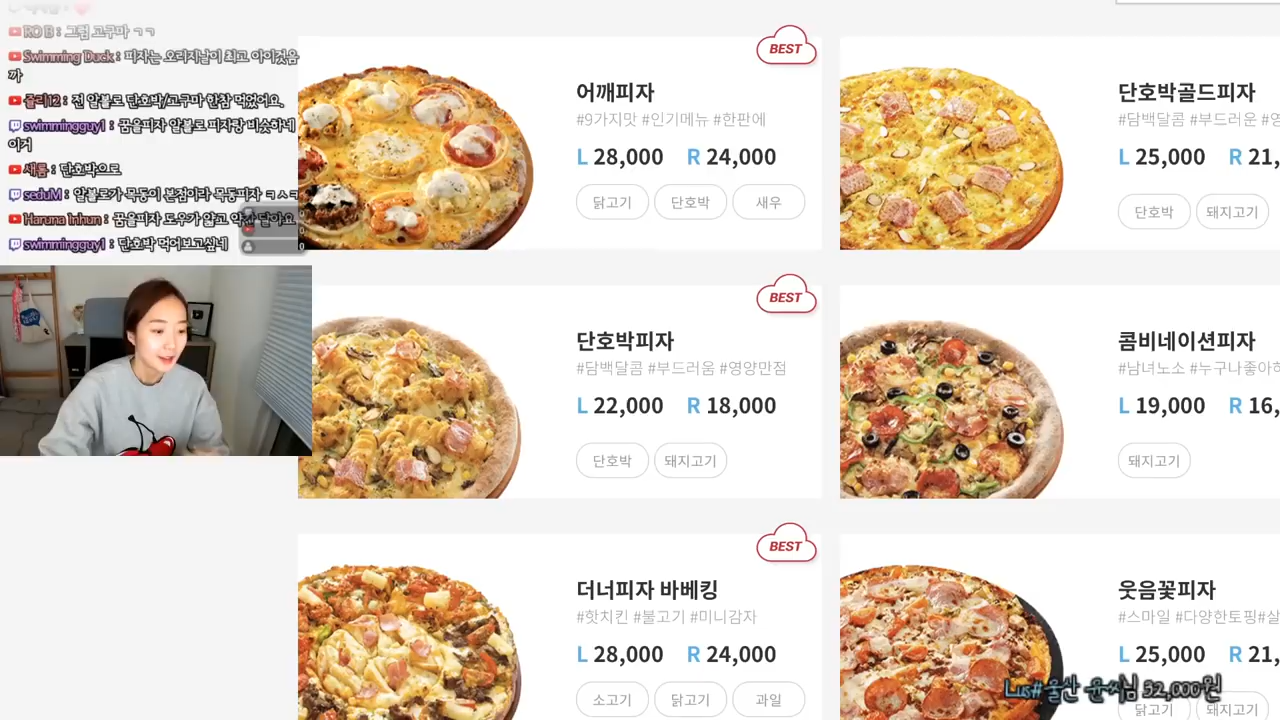 KO B : 그럼 고구마 ㄱㄱ
Swimming Duck : 피자는 오리지날이 최고 아이겟음
까
줄리12 : 전 알볼로 단호박/고구마 한참 먹었어요.
swimmingguy1 : 꿈을피자 알볼로 피자랑 비슷하네
이거
새롬 : 단호박으로
seduM : 알볼로가 목동이 본점이라 목동피자 ㅋㅅㅋ
Haruna Inhun : 꿈을피자 도우가 얇고 약간 달아요.
swimmingguy1 : 단호박 먹어보고싶네
BEST
어깨피자
#9가지맛 #인기메뉴 #한판에
L 28,000 R 24,000
닭고기 단호박 새우
단호박골드피자
#담백달콤 #부드러운
L 25,000 R 21,
단호박 돼지고기
BEST
단호박피자
#담백달콤 #부드러움 #영양만점
L 22,000 R 18,000
단호박 돼지고기
콤비네이션피자
#남녀노소 #누구나좋아하
L 19,000 R 16,
돼지고기
BEST
더너피자 바베킹
#핫치킨 #불고기 #미니감자
L 28,000 R 24,000
소고기 닭고기 과일
웃음꽃피자
#스마일 #다양한토핑#살
L 25,000 R 21,
Lus#울산 윤씨님 32,000원
닭고기 돼지고기